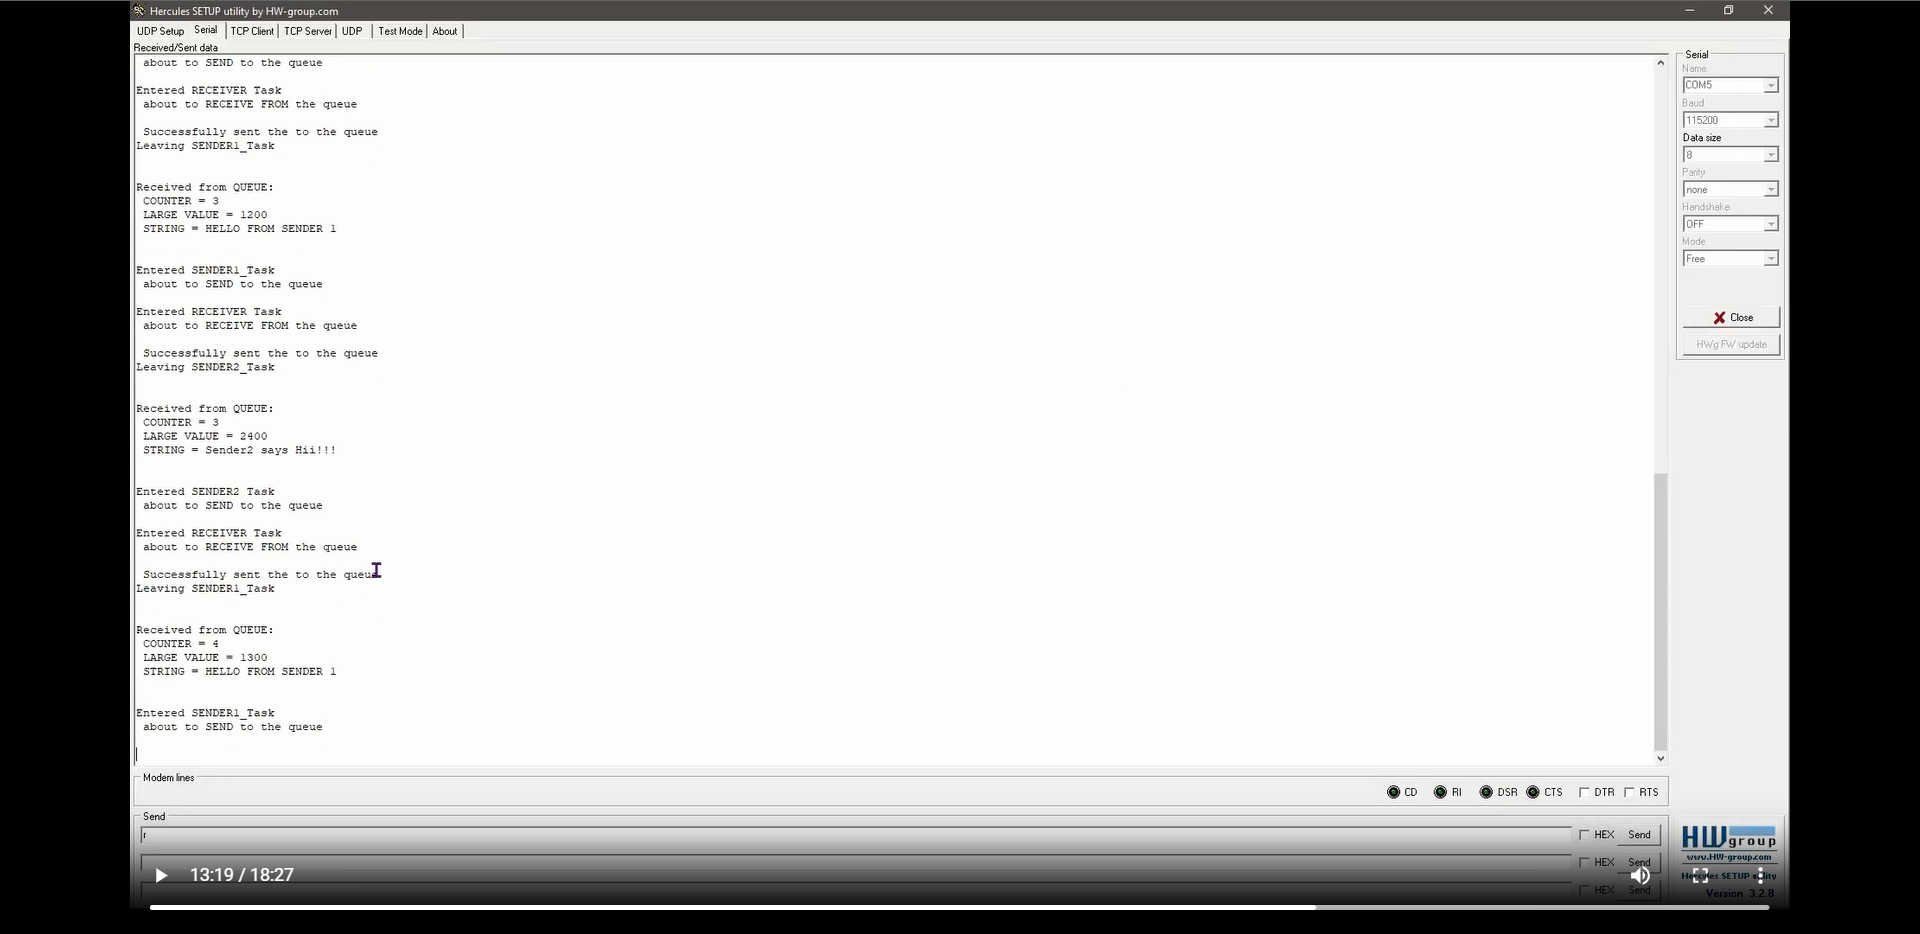 Hercules SETUP utility by HW-group.com
UDP Setup Serial TCP Client TCP Server UDP Test Mode About
Received/Sent data
about to SEND to the queue
Entered RECEIVER Task
about to RECEIVE FROM the queue
Successfully sent the to the queue
Leaving SENDER1_Task
Received from QUEUE:
COUNTER = 3
LARGE VALUE = 1200
STRING = HELLO FROM SENDER 1
Entered SENDER1_Task
about to SEND to the queue
Entered RECEIVER Task
about to RECEIVE FROM the queue
Successfully sent the to the queue
Leaving SENDER2_Task
Received from QUEUE:
COUNTER = 3
LARGE VALUE = 2400
STRING = Sender2 says Hii!!!
Entered SENDER2 Task
about to SEND to the queue
Entered RECEIVER Task
about to RECEIVE FROM the queue
Successfully sent the to the queue
Leaving SENDER1_Task
Received from QUEUE:
COUNTER = 4
LARGE VALUE = 1300
STRING = HELLO FROM SENDER 1
Entered SENDER1_Task
about to SEND to the queue
Serial
Name
COM5
Baud
115200
Data size
8
Parity
none
Handshake
OFF
Mode
Free
Close
HWg FW update
Modem lines
CD RI DSR CTS DTR RTS
Send
r HEX Send
HEX Send
HEX Send
13:19 / 18:27
HW group
www.HW-group.com
Hercules SETUP utility
Version 3.2.8